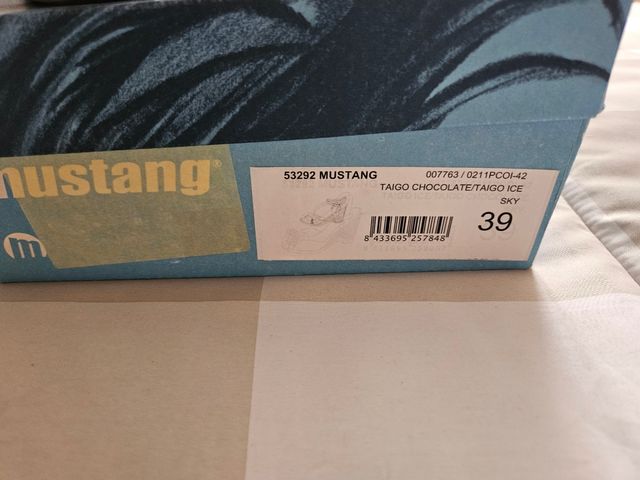 mustang®
m
53292 MUSTANG 007763 / 0211PCOI-42
TAIGO CHOCOLATE/TAIGO ICE
SKY
39
8 433695 257848